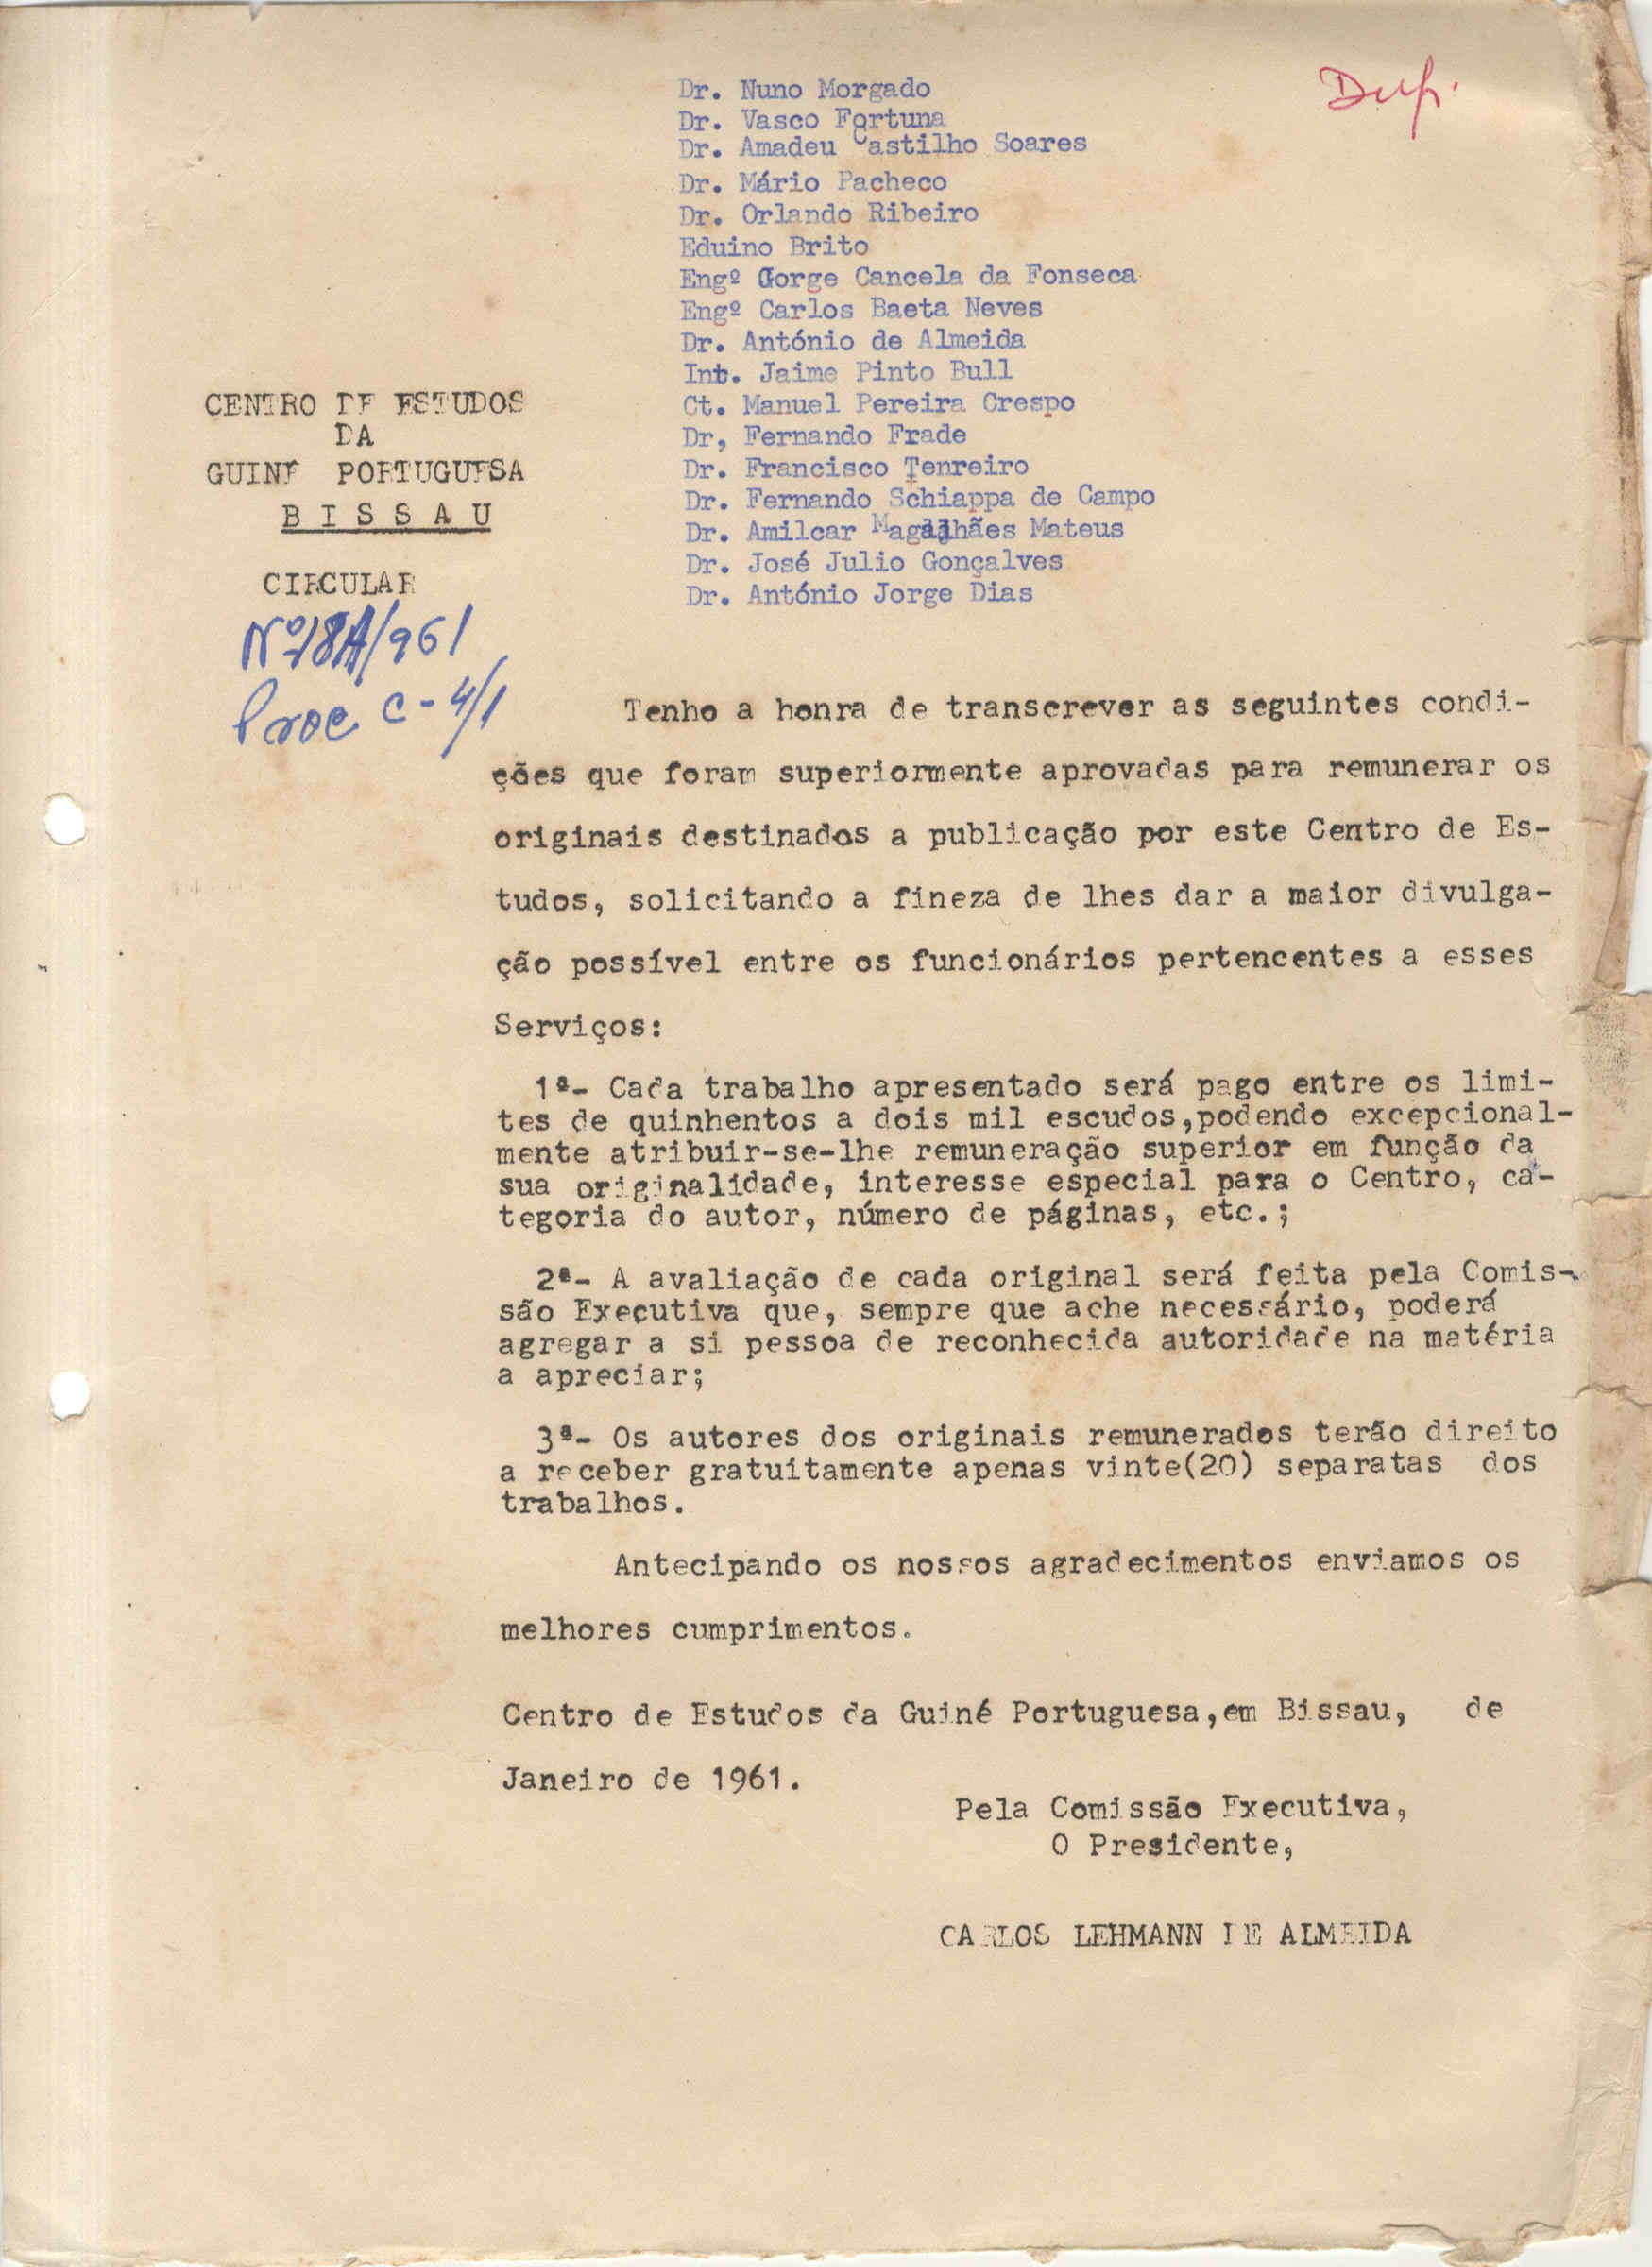 Dup.
Dr. Nuno Morgado
Dr. Vasco Fortuna
Dr. Amadeu Castilho Soares
Dr. Mário Pacheco
Dr. Orlando Ribeiro
Eduino Brito
Engº Gorge Cancela da Fonseca
Engº Carlos Baeta Neves
Dr. António de Almeida
Int. Jaime Pinto Bull
Ct. Manuel Pereira Crespo
Dr, Fernando Frade
Dr. Francisco Tenreiro
Dr. Fernando Schiappa de Campo
Dr. Amilcar Magalhães Mateus
Dr. José Julio Gonçalves
Dr. António Jorge Dias
CENTRO DE ESTUDOS
DA
GUINÉ PORTUGUESA
B I S S A U
CIRCULAR
Nº 18A/961
Proc C-4/1
Tenho a honra de transcrever as seguintes condi-
ções que foram superiormente aprovadas para remunerar os
originais destinados a publicação por este Centro de Es-
tudos, solicitando a fineza de lhes dar a maior divulga-
ção possível entre os funcionários pertencentes a esses
Serviços:
1ª- Cada trabalho apresentado será pago entre os limi-
tes de quinhentos a dois mil escudos,podendo excepcional-
mente atribuir-se-lhe remuneração superior em função da
sua originalidade, interesse especial para o Centro, ca-
tegoria do autor, número de páginas, etc.;
2ª- A avaliação de cada original será feita pela Comis-
são Executiva que, sempre que ache necessário, poderá
agregar a si pessoa de reconhecida autoridade na matéria
a apreciar;
3ª- Os autores dos originais remunerados terão direito
a receber gratuitamente apenas vinte(20) separatas dos
trabalhos.
Antecipando os nossos agradecimentos enviamos os
melhores cumprimentos.
Centro de Estudos da Guiné Portuguesa,em Bissau, de
Janeiro de 1961.
Pela Comissão Executiva,
O Presidente,
CARLOS LEHMANN DE ALMEIDA